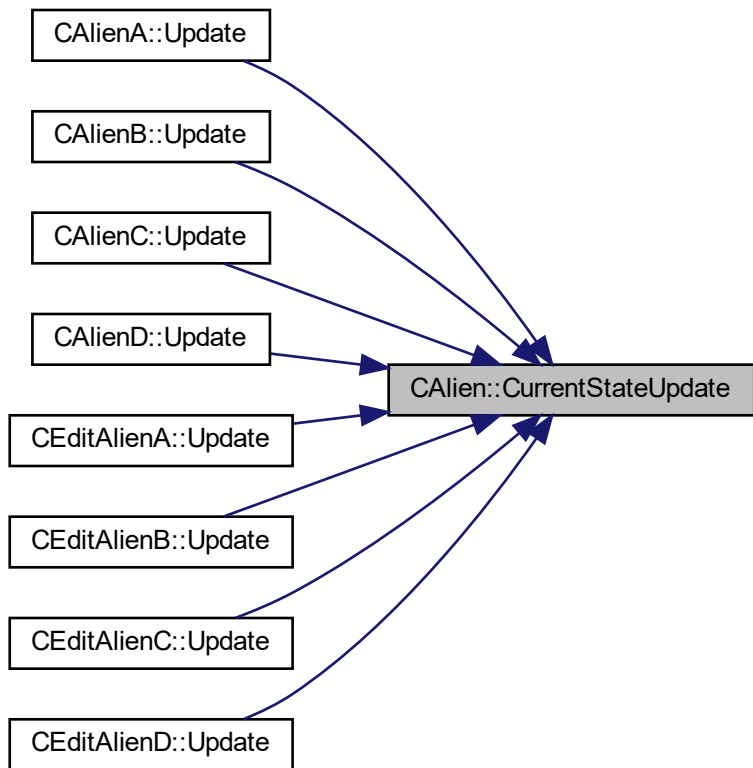 CAlienA::Update
CAlienB::Update
CAlienC::Update
CAlienD::Update
CAlien::CurrentStateUpdate
CEditAlienA::Update
CEditAlienB::Update
CEditAlienC::Update
CEditAlienD::Update